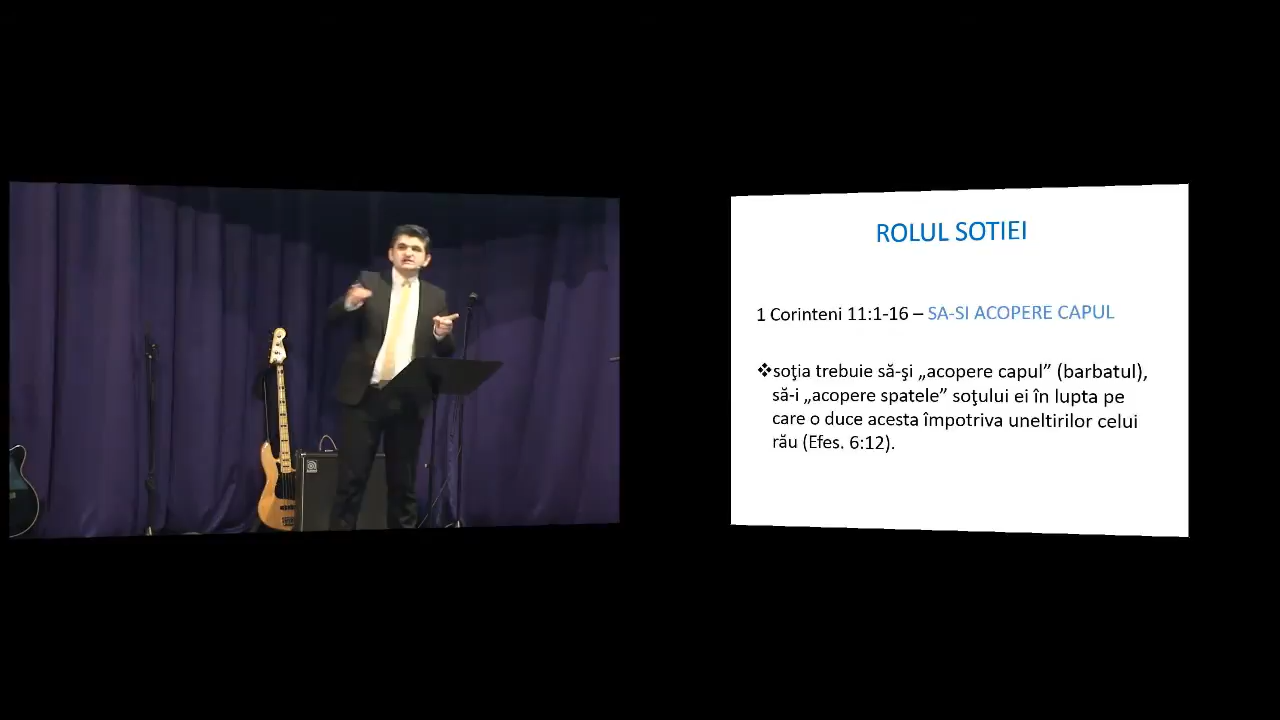 ROLUL SOTIEI
1 Corinteni 11:1-16 – SA-SI ACOPERE CAPUL
❖soţia trebuie să-şi „acopere capul” (barbatul),
să-i „acopere spatele” soţului ei în lupta pe
care o duce acesta împotriva uneltirilor celui
rău (Efes. 6:12).